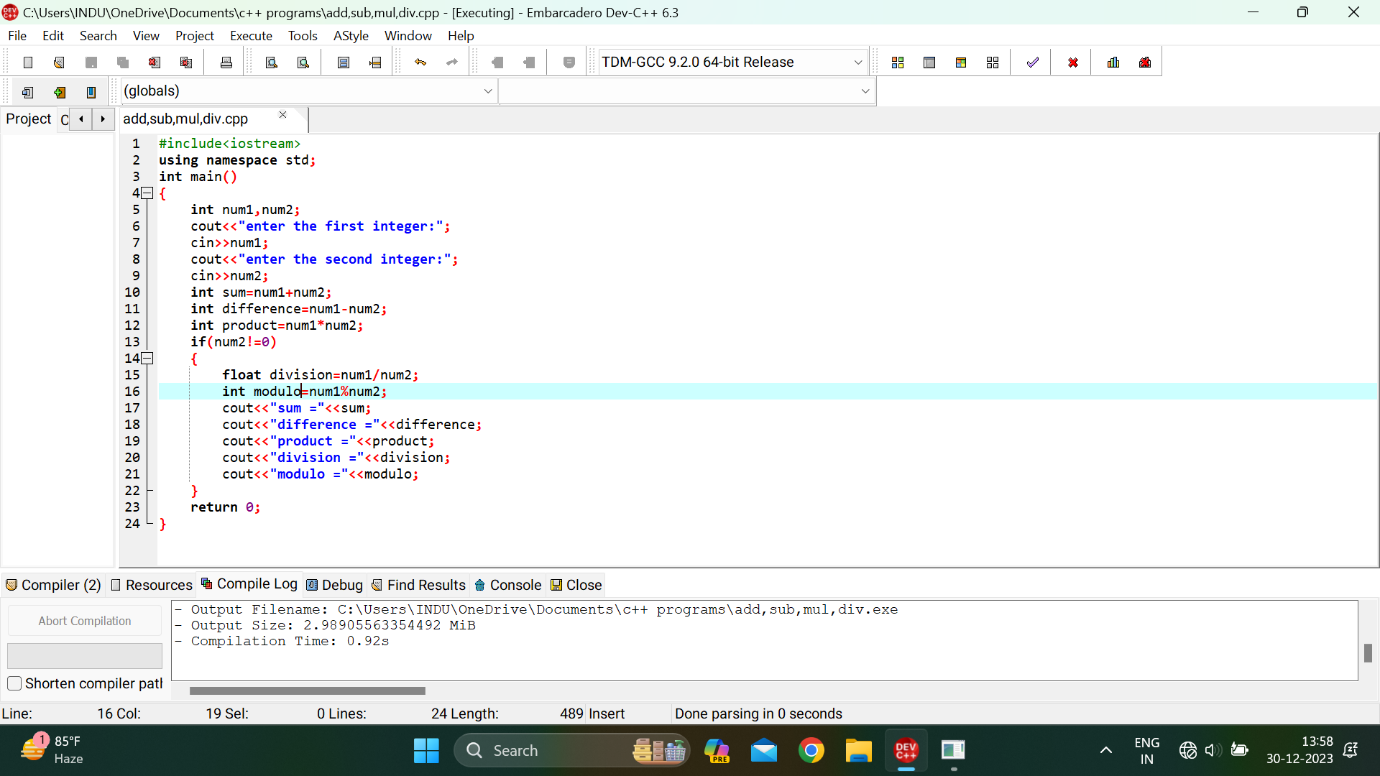 C:\Users\INDU\OneDrive\Documents\c++ programs\add,sub,mul,div.cpp - [Executing] - Embarcadero Dev-C++ 6.3
File Edit Search View Project Execute Tools AStyle Window Help
TDM-GCC 9.2.0 64-bit Release
(globals)
Project C add,sub,mul,div.cpp
1 #include<iostream>
2 using namespace std;
3 int main()
4 {
5 int num1,num2;
6 cout<<"enter the first integer:";
7 cin>>num1;
8 cout<<"enter the second integer:";
9 cin>>num2;
10 int sum=num1+num2;
11 int difference=num1-num2;
12 int product=num1*num2;
13 if(num2!=0)
14 {
15 float division=num1/num2;
16 int modulo=num1%num2;
17 cout<<"sum ="<<sum;
18 cout<<"difference ="<<difference;
19 cout<<"product ="<<product;
20 cout<<"division ="<<division;
21 cout<<"modulo ="<<modulo;
22 }
23 return 0;
24 }
Compiler (2) Resources Compile Log Debug Find Results Console Close
Abort Compilation
Shorten compiler patl
- Output Filename: C:\Users\INDU\OneDrive\Documents\c++ programs\add,sub,mul,div.exe
- Output Size: 2.98905563354492 MiB
- Compilation Time: 0.92s
Line: 16 Col: 19 Sel: 0 Lines: 24 Length: 489 Insert Done parsing in 0 seconds
1 85°F
Haze
Search
PRE
DEV C++
ENG
IN
13:58
30-12-2023